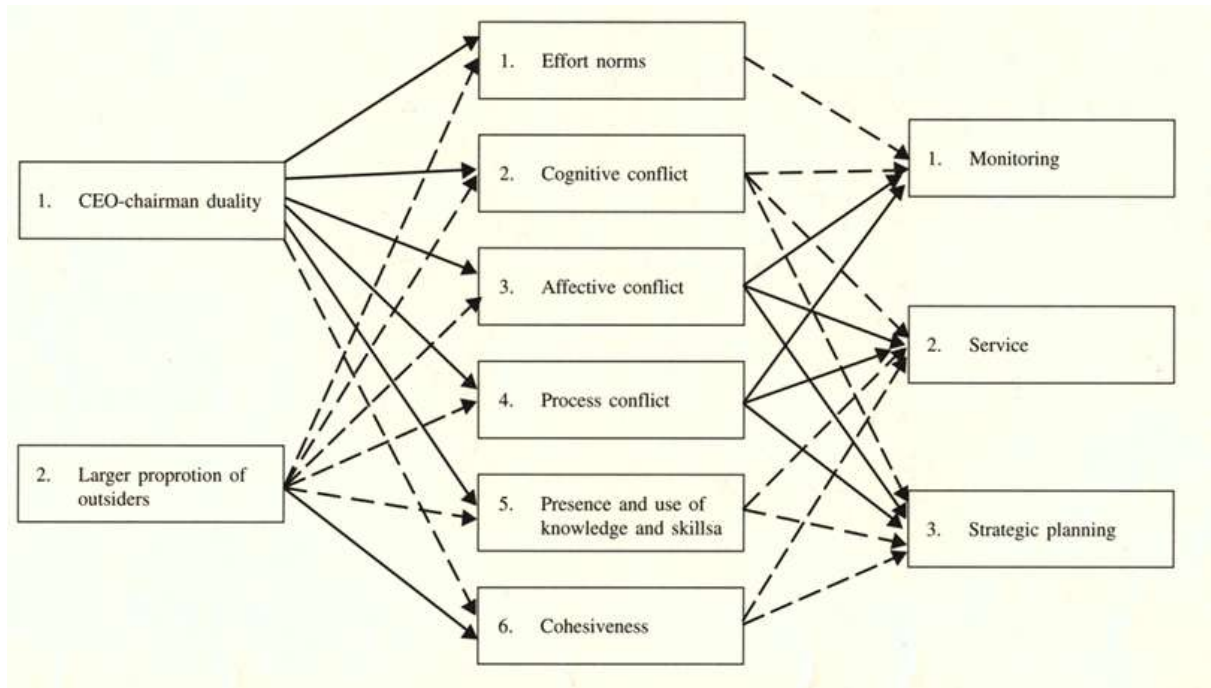 1. CEO-chairman duality
2. Larger proprotion of
outsiders
1. Effort norms
2. Cognitive conflict
3. Affective conflict
4. Process conflict
5. Presence and use of
knowledge and skillsa
6. Cohesiveness
1. Monitoring
2. Service
3. Strategic planning